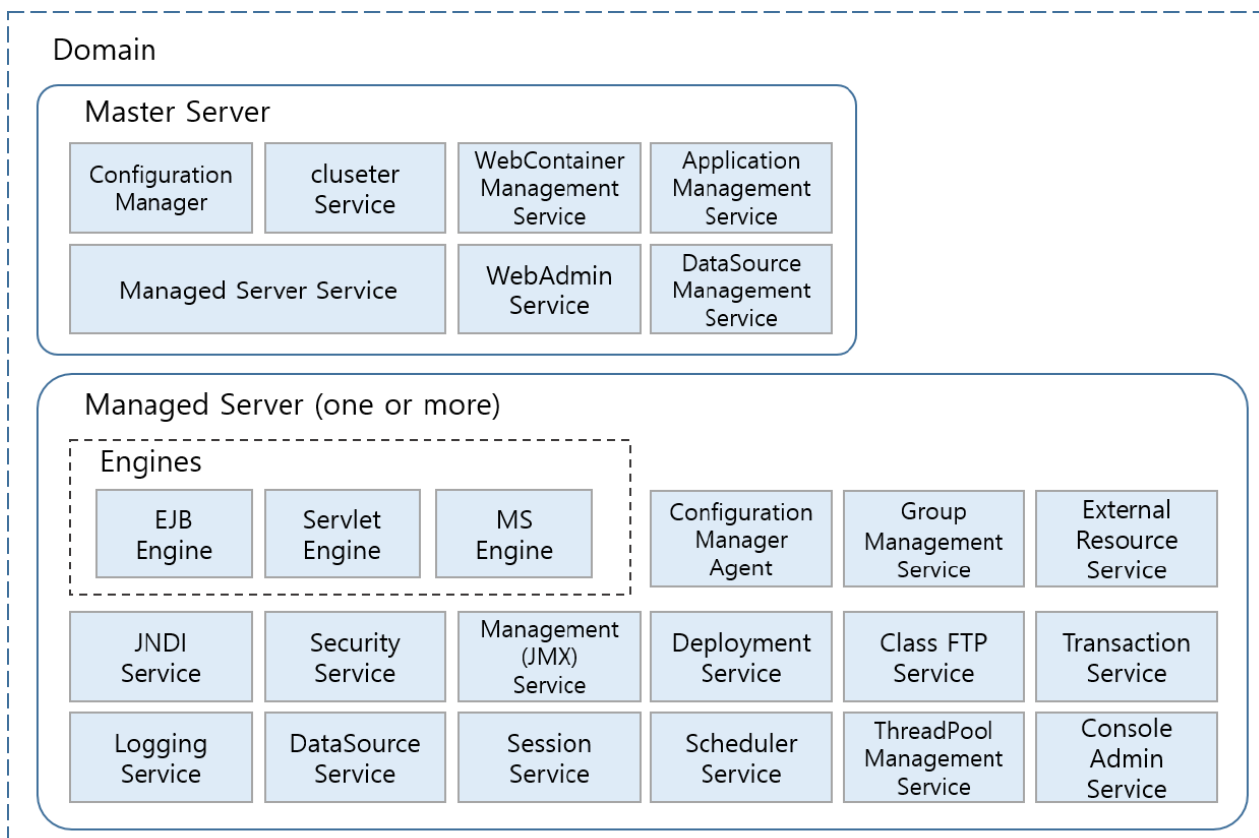 Domain
Master Server
Configuration
Manager
cluseter
Service
WebContainer
Management
Service
Application
Management
Service
Managed Server Service
WebAdmin
Service
DataSource
Management
Service
Managed Server (one or more)
Engines
EJB
Engine
Servlet
Engine
MS
Engine
Configuration
Manager
Agent
Group
Management
Service
External
Resource
Service
JNDI
Service
Security
Service
Management
(JMX)
Service
Deployment
Service
Class FTP
Service
Transaction
Service
Logging
Service
DataSource
Service
Session
Service
Scheduler
Service
ThreadPool
Management
Service
Console
Admin
Service